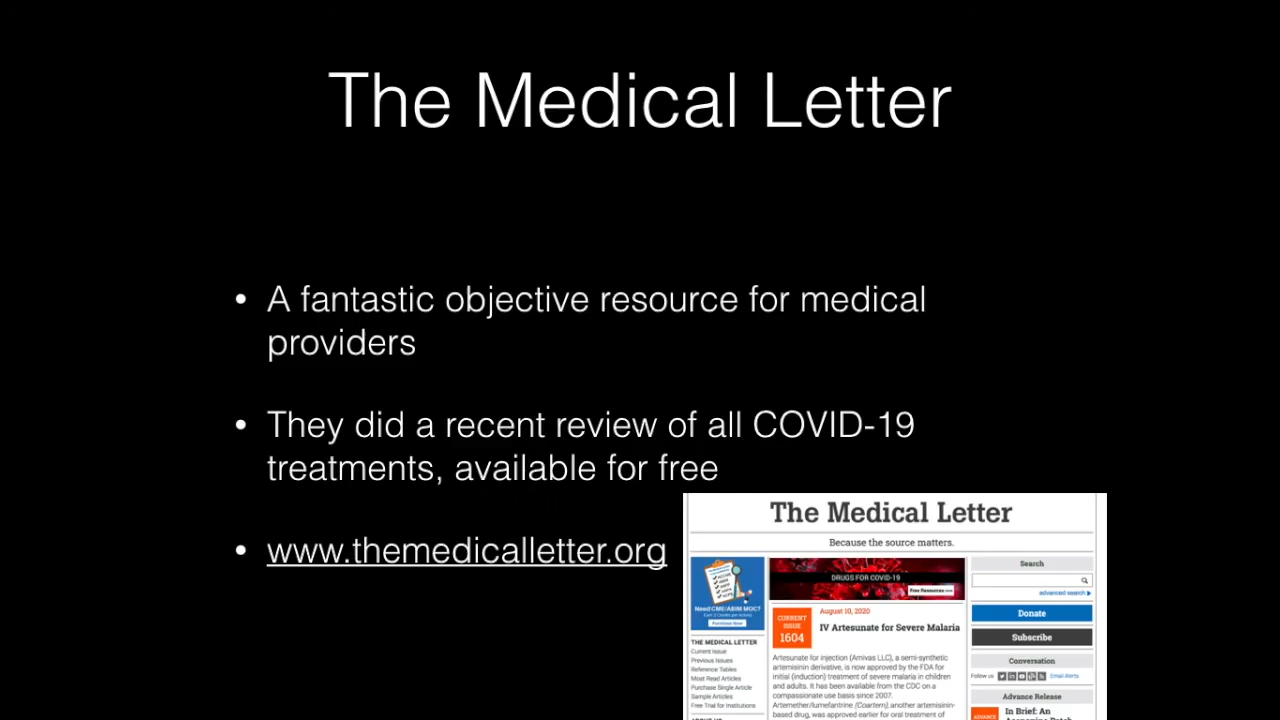 The Medical Letter
• A fantastic objective resource for medical
providers
• They did a recent review of all COVID-19
treatments, available for free
• www.themedicalletter.org
The Medical Letter
Because the source matters.
Need CME/ABIM MOC?
Purchase Now
THE MEDICAL LETTER
Current Issue
Previous Issues
Reference Tables
Most Read Articles
Purchase Single Article
Sample Articles
Free Trial for Institutions
DRUGS FOR COVID-19
Free Resources
CURRENT
ISSUE
1604
August 10, 2020
IV Artesunate for Severe Malaria
Artesunate for injection (Amivas LLC), a semi-synthetic
artemisinin derivative, is now approved by the FDA for
initial (induction) treatment of severe malaria in children
and adults. It has been available from the CDC on a
compassionate use basis since 2007.
Artemether/lumefantrine (Coartem), another artemisinin-
based drug, was approved earlier for oral treatment of
Search
advanced search
Donate
Subscribe
Conversation
Follow us
Email Alerts
Advance Release
ADVANCE
In Brief: An